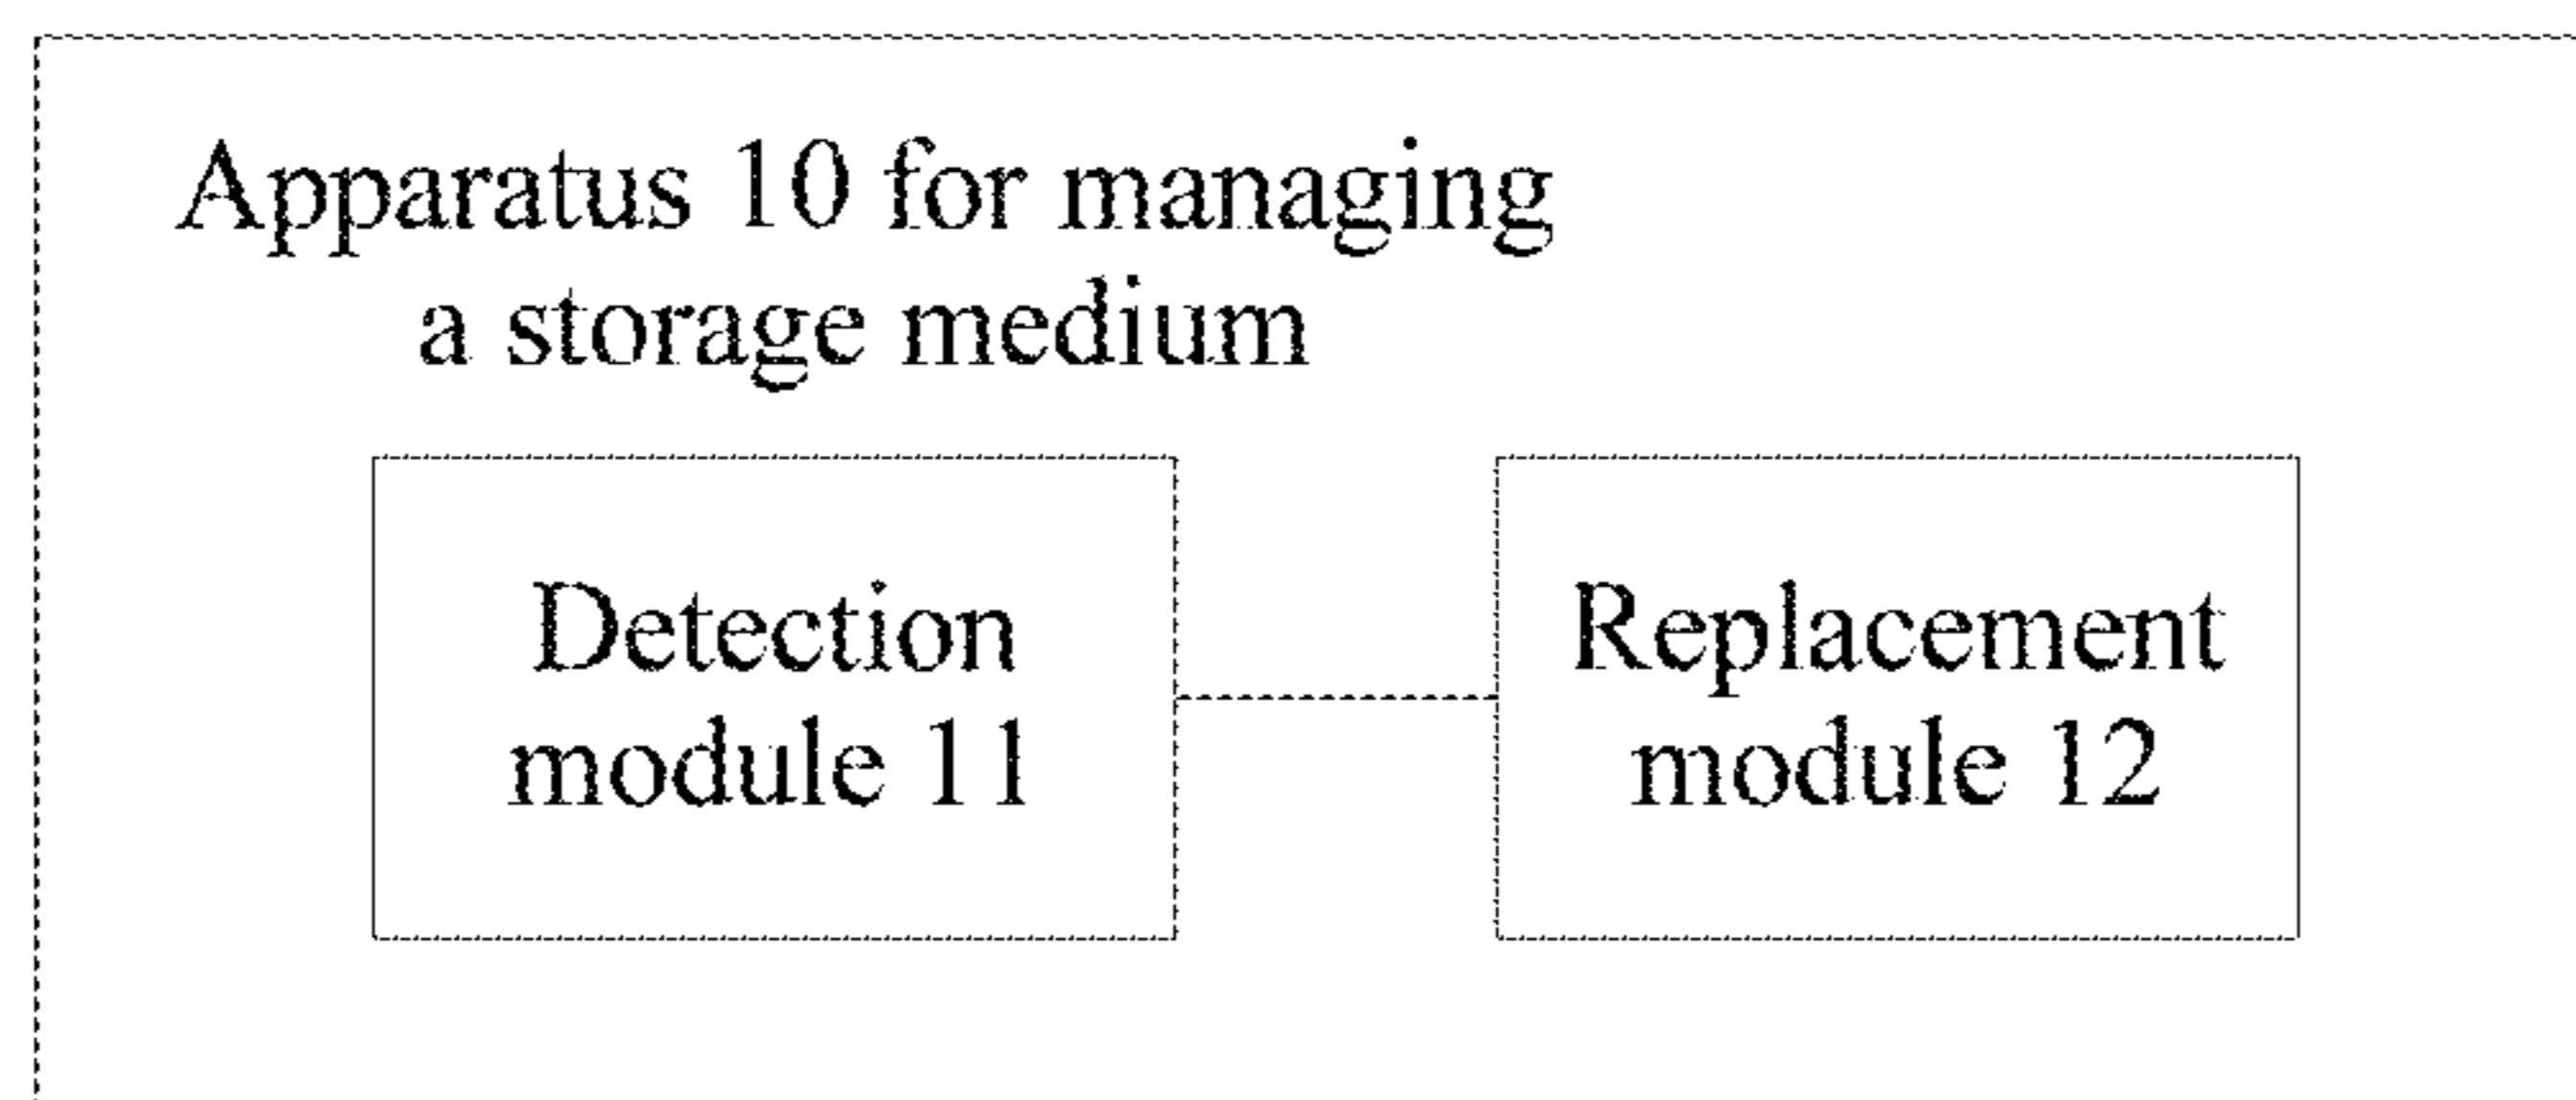 Apparatus 10 for managing
a storage medium
Detection
module 11
Replacement
module 12